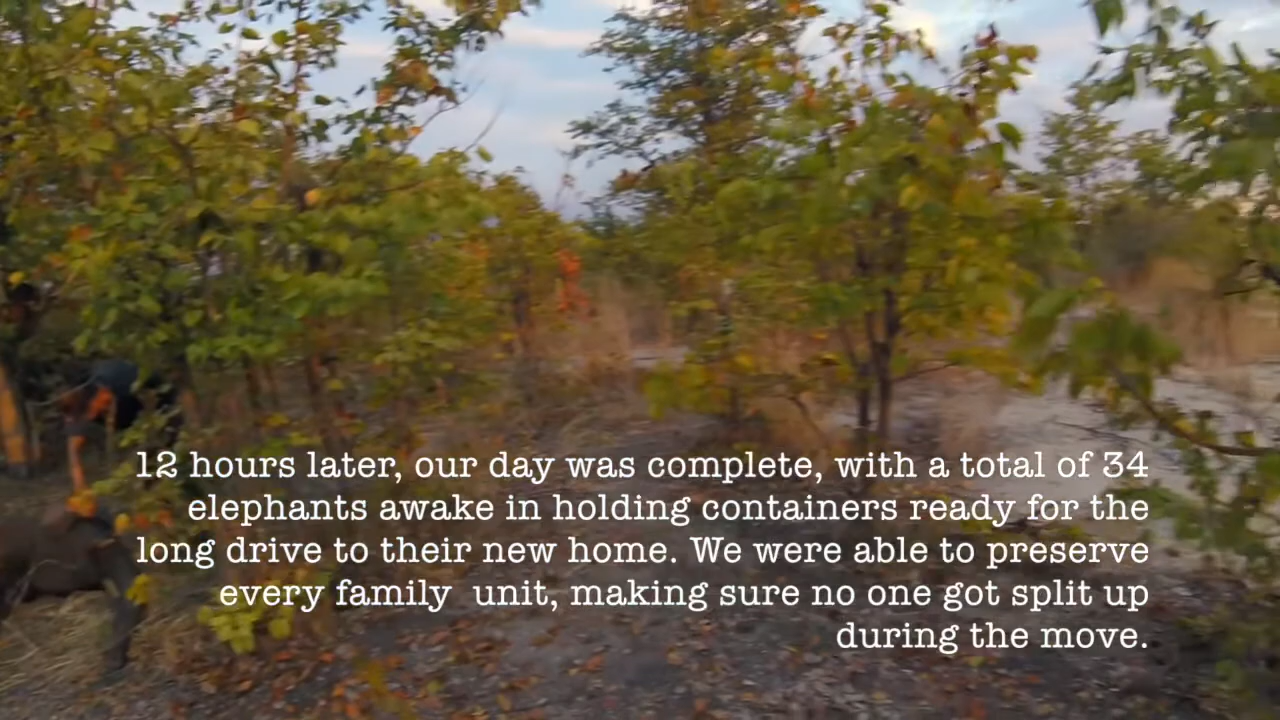 12 hours later, our day was complete, with a total of 34
elephants awake in holding containers ready for the
long drive to their new home. We were able to preserve
every family  unit, making sure no one got split up
during the move.